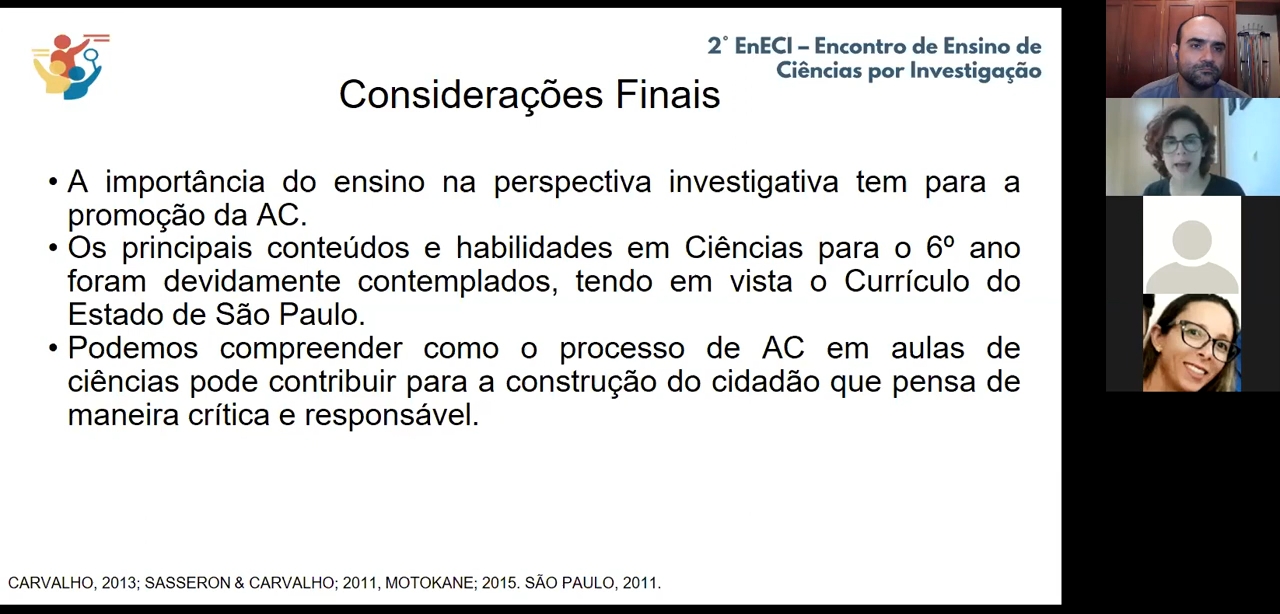 2° EnECI – Encontro de Ensino de
Ciências por Investigação
Considerações Finais
• A importância do ensino na perspectiva investigativa tem para a
promoção da AC.
• Os principais conteúdos e habilidades em Ciências para o 6º ano
foram devidamente contemplados, tendo em vista o Currículo do
Estado de São Paulo.
• Podemos compreender como o processo de AC em aulas de
ciências pode contribuir para a construção do cidadão que pensa de
maneira crítica e responsável.
CARVALHO, 2013; SASSERON & CARVALHO; 2011, MOTOKANE; 2015. SÃO PAULO, 2011.